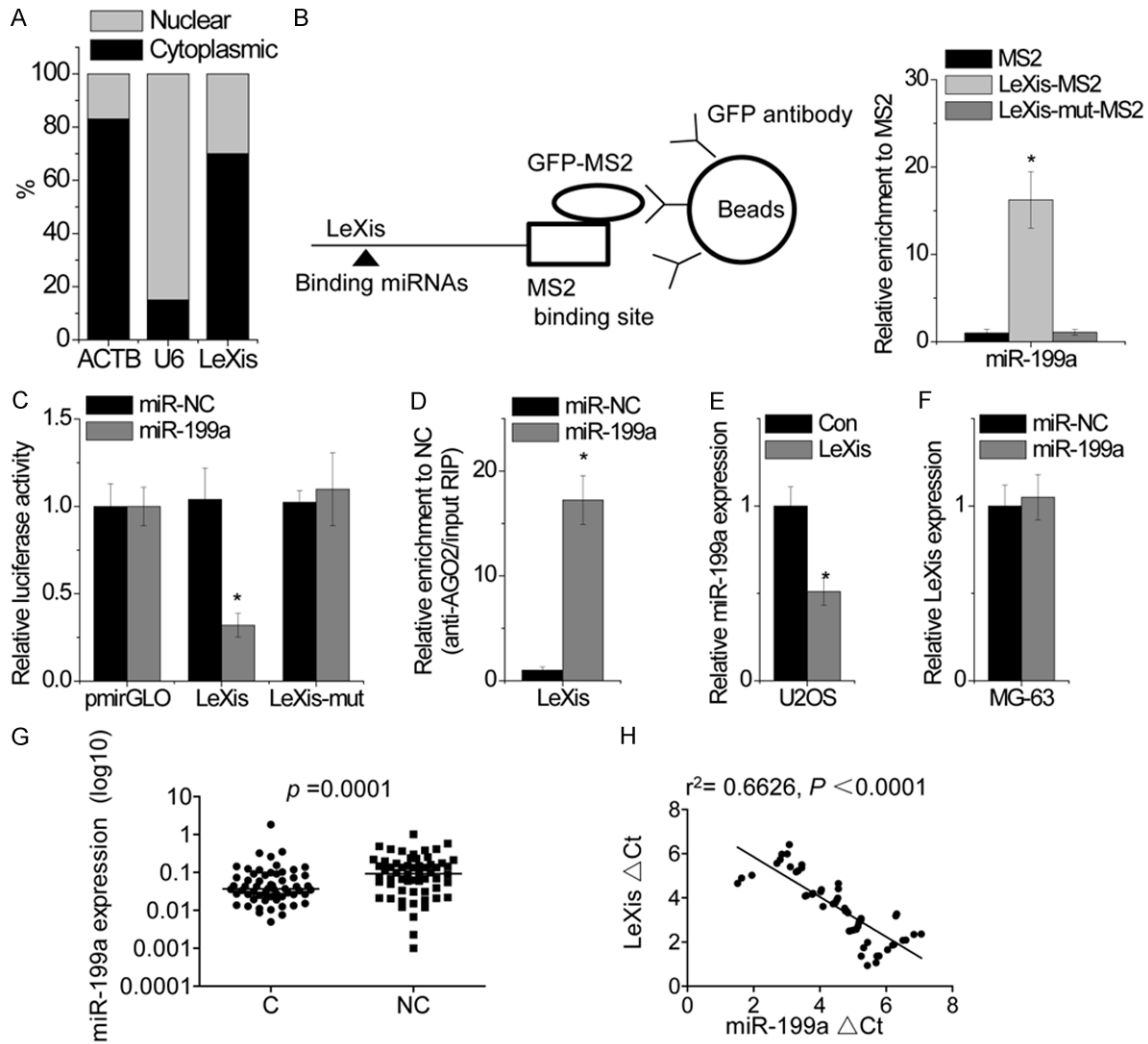 A
Nuclear
Cytoplasmic
100
80
60
40
20
0
%
ACTB U6 LeXis
B
LeXis
Binding miRNAs
GFP-MS2
MS2
binding site
GFP antibody
Beads
MS2
LeXis-MS2
LeXis-mut-MS2
Relative enrichment to MS2
30
20
10
0
*
miR-199a
C
miR-NC
miR-199a
Relative luciferase activity
1.5
1.0
0.5
0.0
*
pmirGLO LeXis LeXis-mut
D
miR-NC
miR-199a
Relative enrichment to NC
(anti-AGO2/input RIP)
20
10
0
*
LeXis
E
Con
LeXis
Relative miR-199a expression
1
0
*
U2OS
F
miR-NC
miR-199a
Relative LeXis expression
1
0
MG-63
G
miR-199a expression (log10)
p =0.0001
10
1
0.1
0.01
0.001
0.0001
C NC
H
r²= 0.6626, P <0.0001
LeXis △Ct
8
6
4
2
0
0 2 4 6 8
miR-199a △Ct